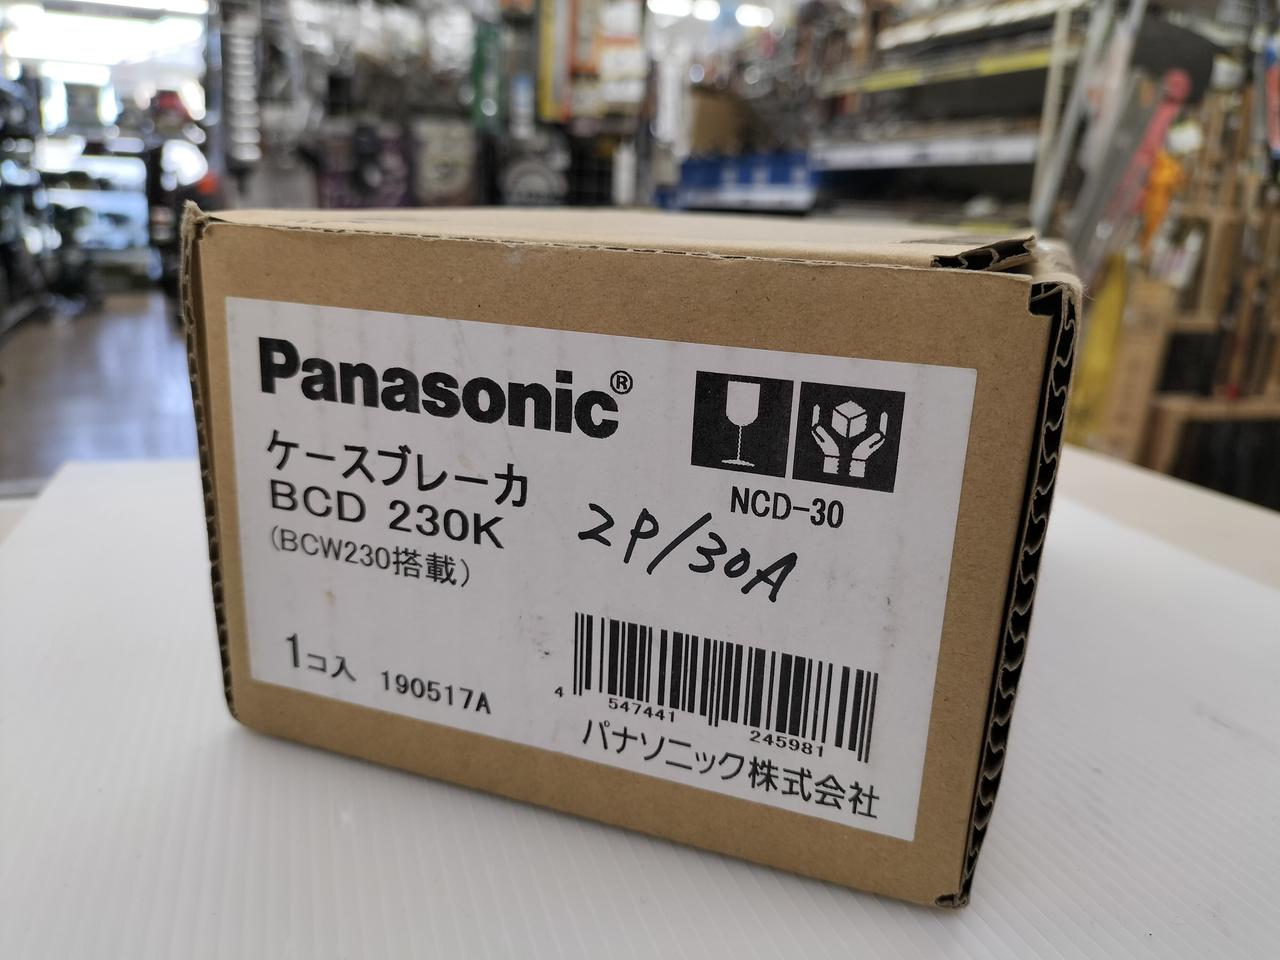 Panasonic®
ケースブレーカ
BCD 230K
(BCW230搭載)
NCD-30
2P/30A
1コ入 190517A
4 547441 245981
パナソニック株式会社